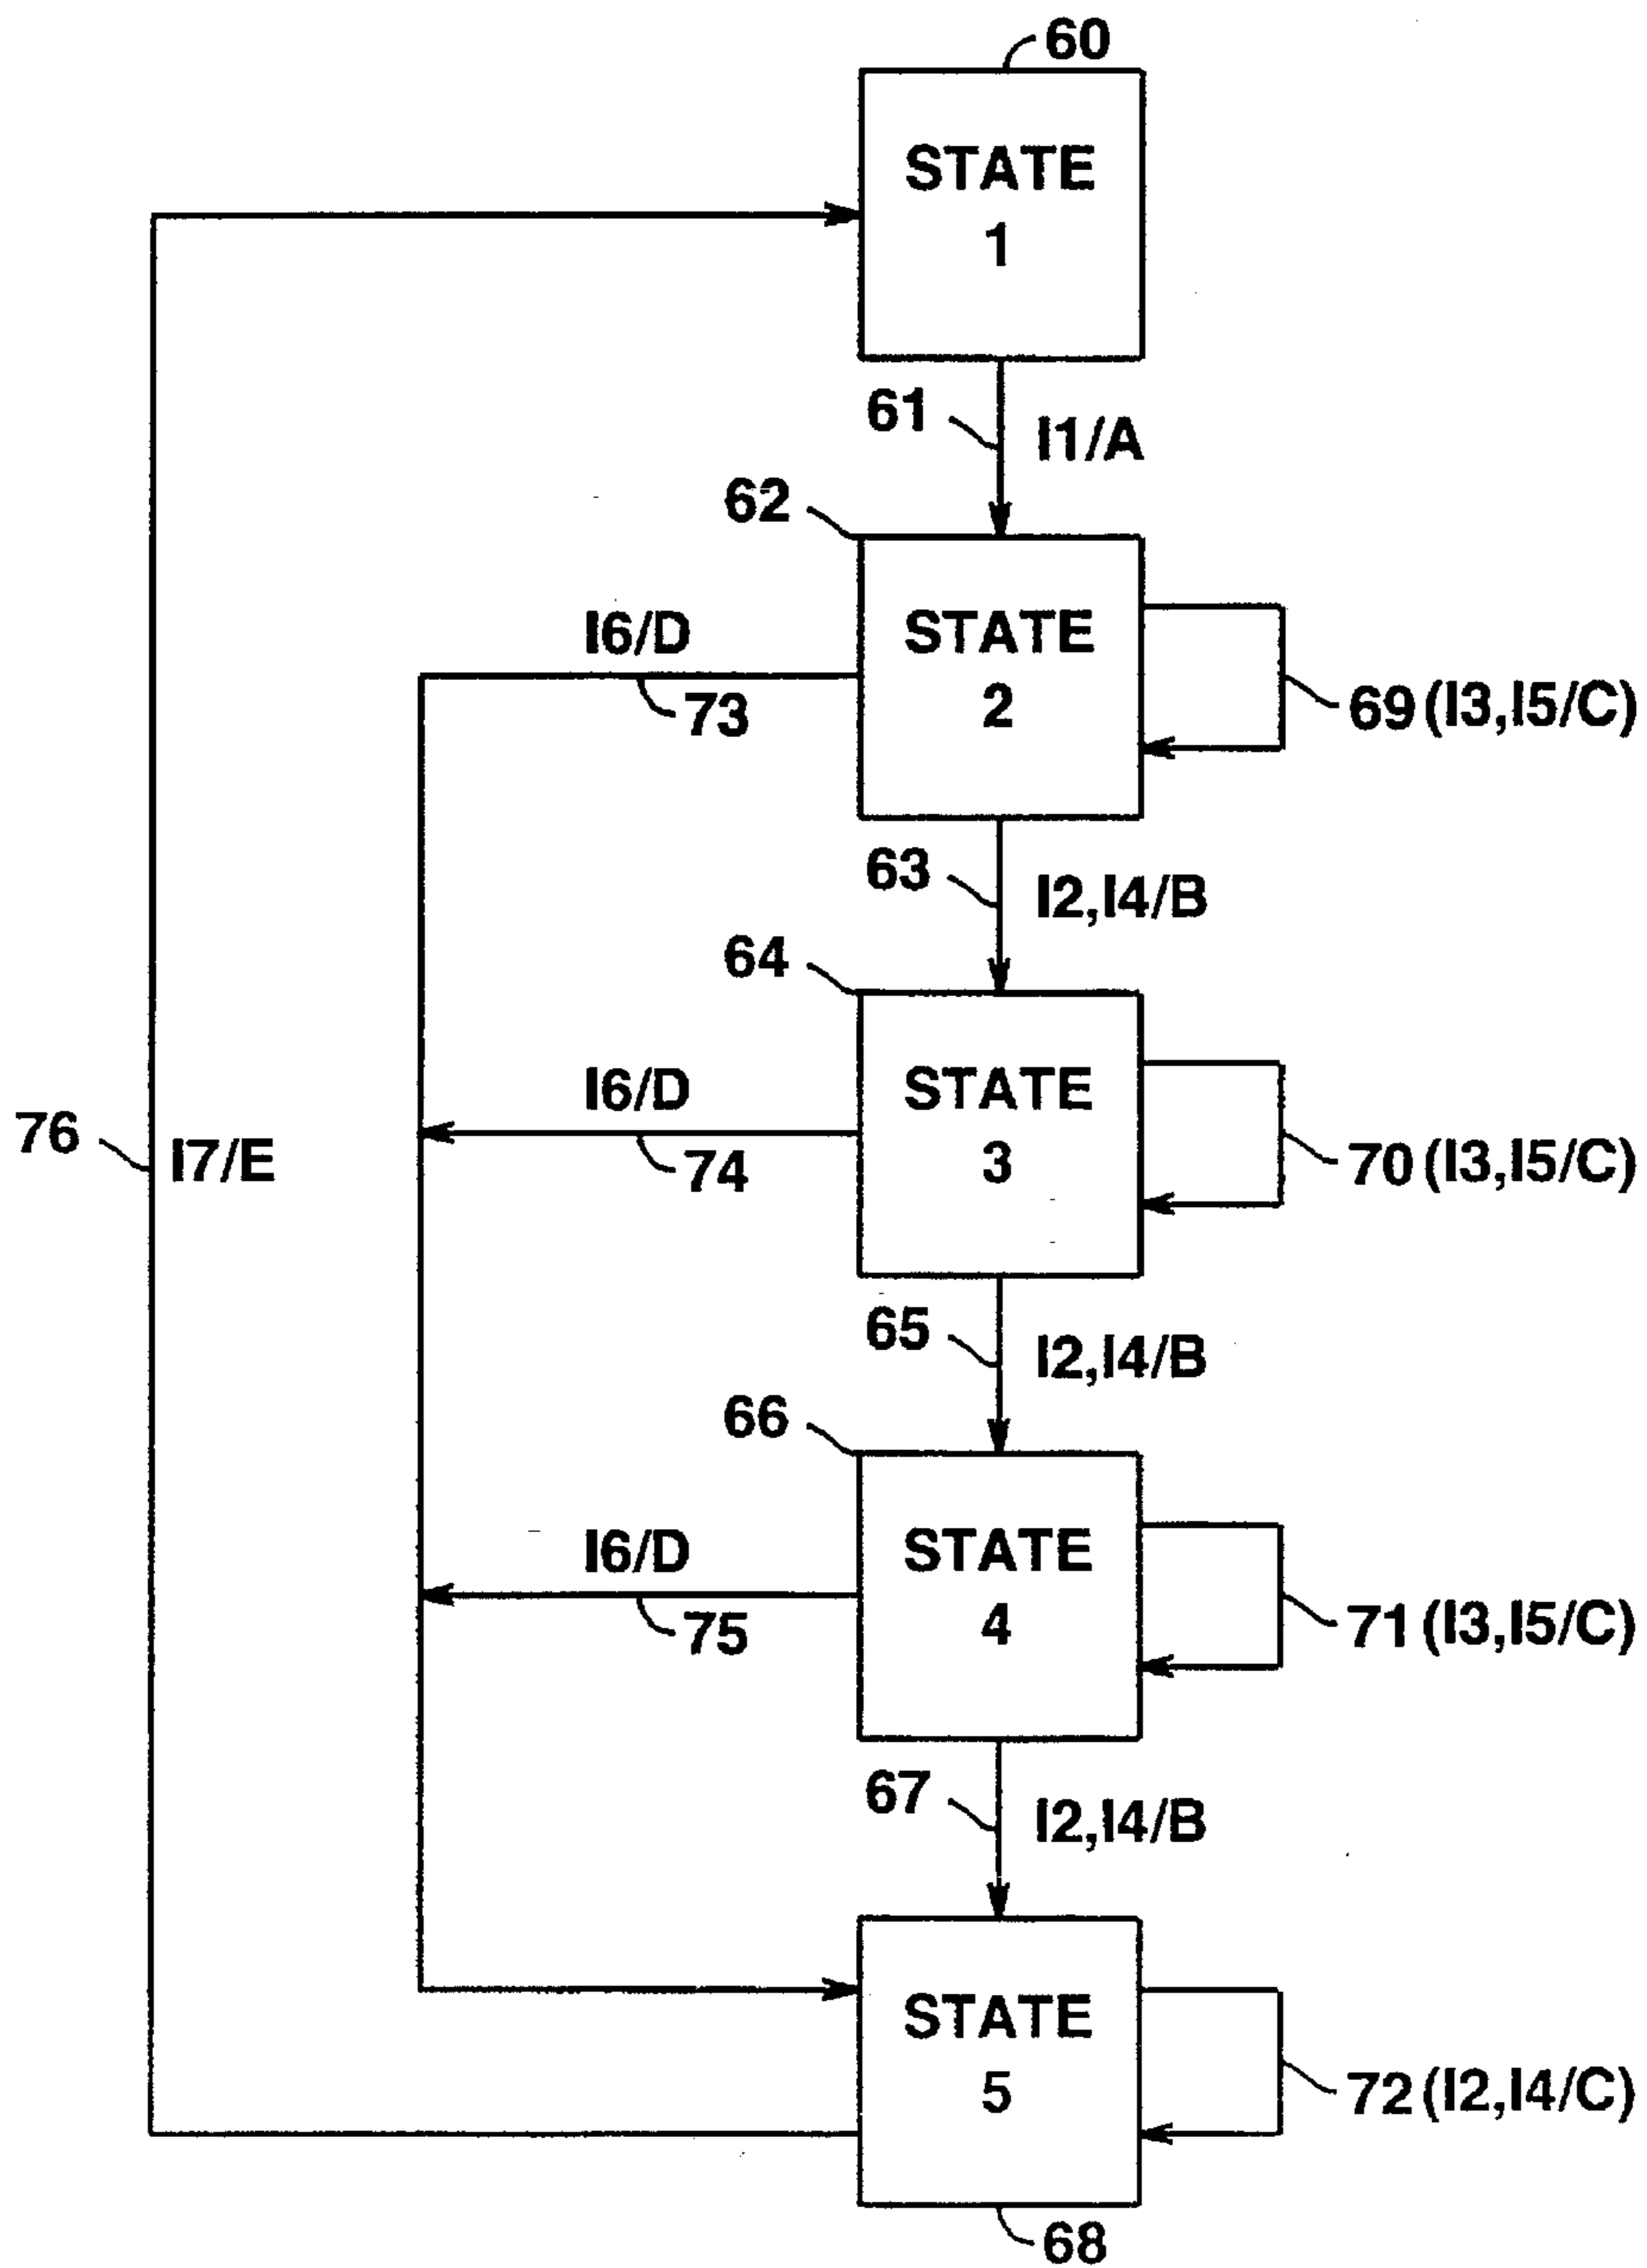 60
STATE
1
61
I1/A
62
I6/D
STATE
2
73
69 (I3,I5/C)
63
I2,I4/B
64
I6/D
STATE
3
76
I7/E
74
70 (I3,I5/C)
65
I2,I4/B
66
I6/D
STATE
4
75
71 (I3,I5/C)
67
I2,I4/B
STATE
5
72 (I2,I4/C)
68